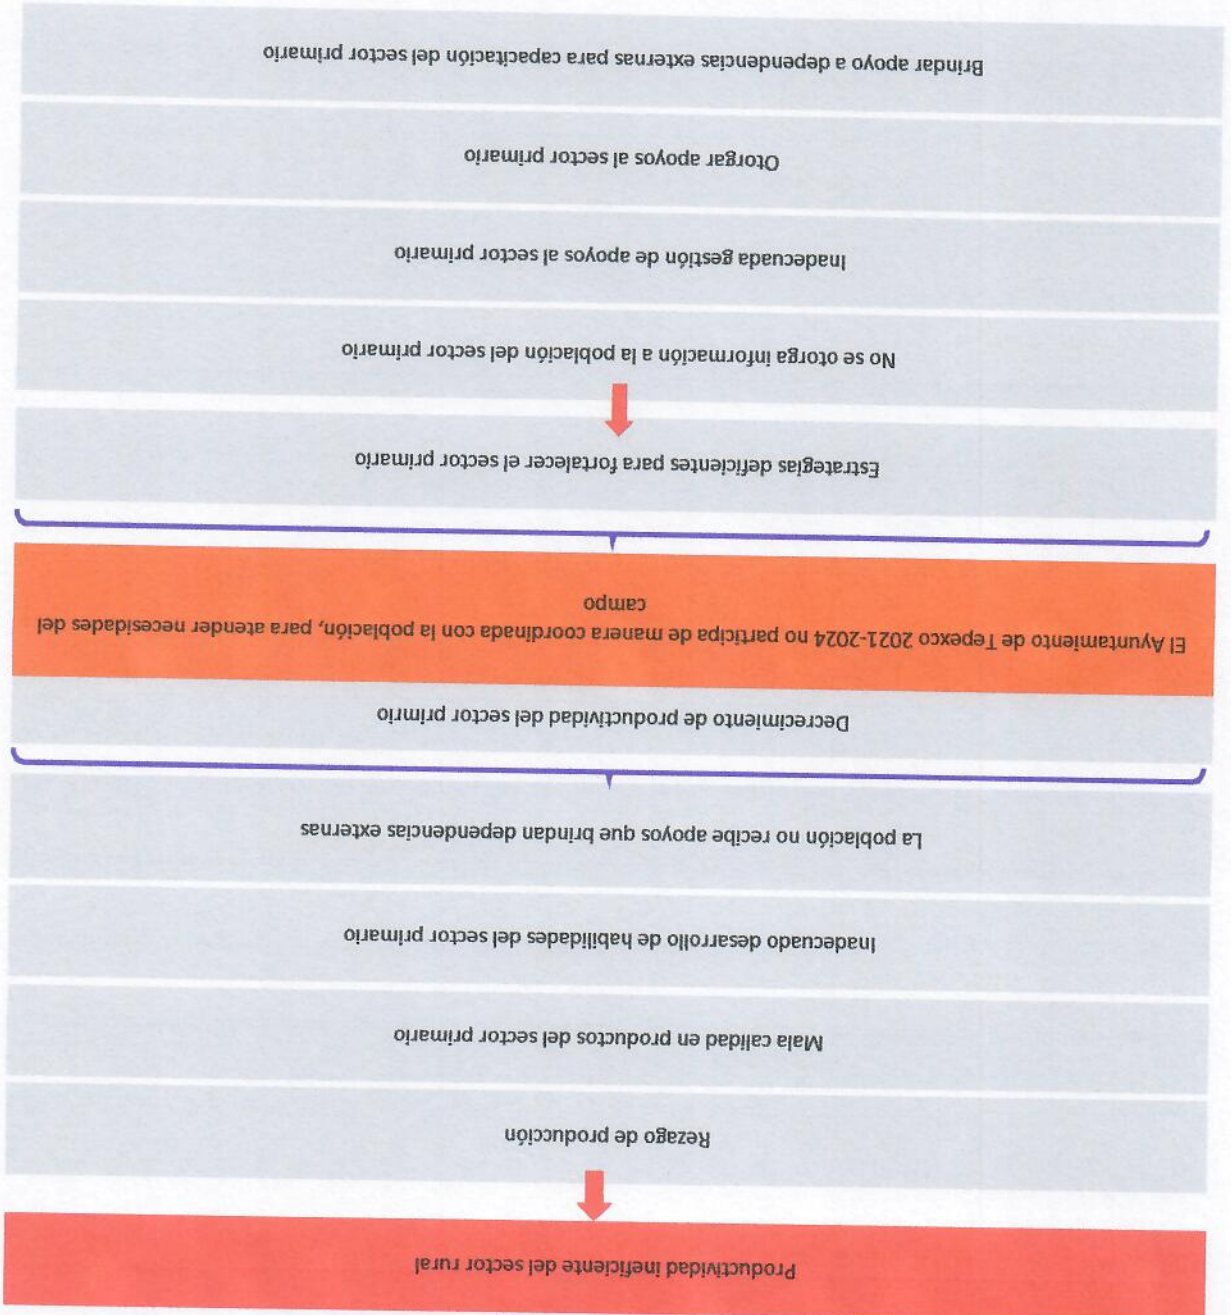 Productividad ineficiente del sector rural
Rezago de producción
Mala calidad en productos del sector primario
Inadecuado desarrollo de habilidades del sector primario
La población no recibe apoyos que brindan dependencias externas
Decrecimiento de productividad del sector primrio
El Ayuntamiento de Tepexco 2021-2024 no participa de manera coordinada con la población, para atender necesidades del
campo
Estrategias deficientes para fortalecer el sector primario
No se otorga información a la población del sector primario
Inadecuada gestión de apoyos al sector primario
Otorgar apoyos al sector primario
Brindar apoyo a dependencias externas para capacitación del sector primario